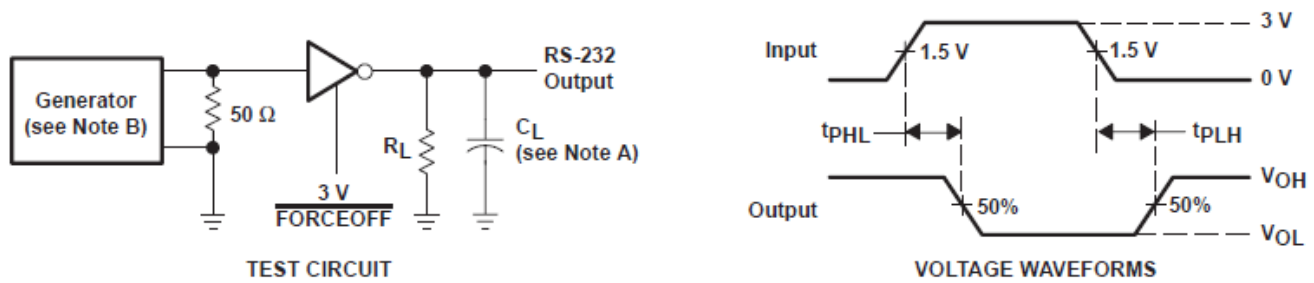 Generator
(see Note B)
50 Ω
3 V
FORCEOFF
RL
CL
(see Note A)
RS-232
Output
TEST CIRCUIT
Input
1.5 V
1.5 V
3 V
0 V
tPHL
tPLH
Output
50%
50%
VOH
VOL
VOLTAGE WAVEFORMS